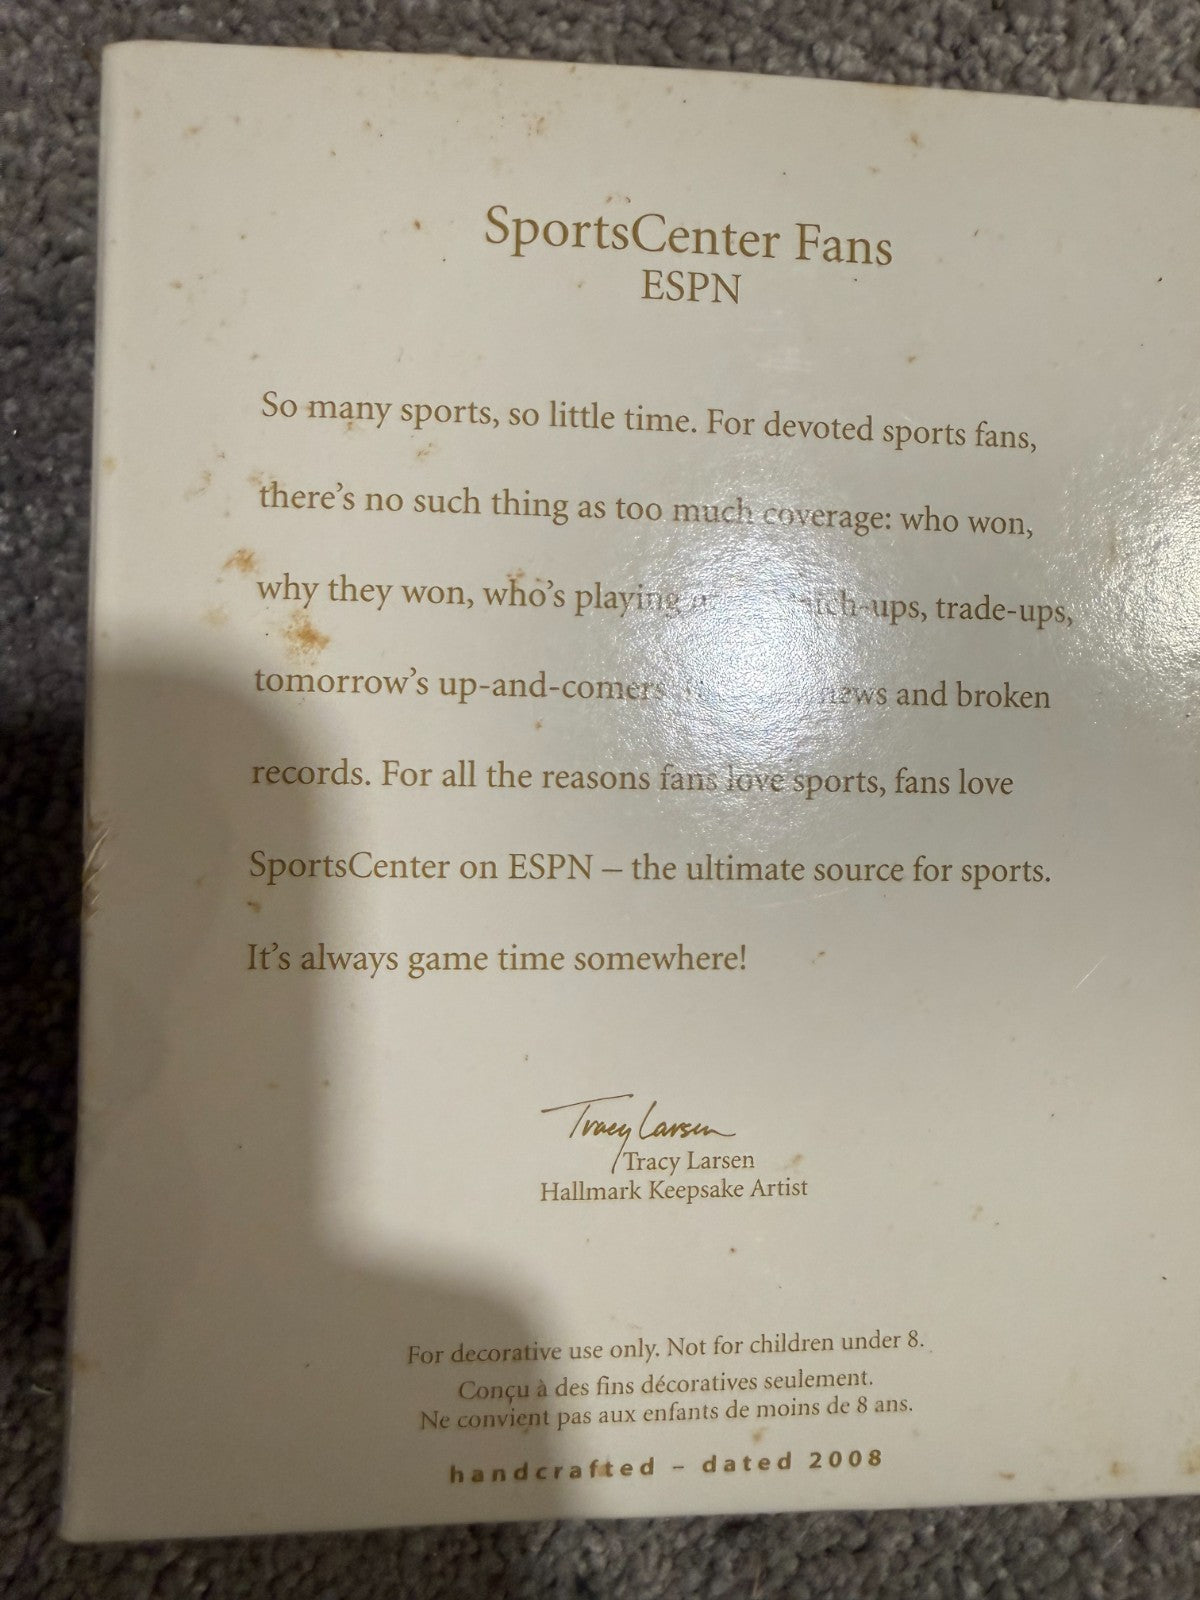 SportsCenter Fans
ESPN
So many sports, so little time. For devoted sports fans,
there's no such thing as too much coverage: who won,
why they won, who's playing trade-ups,
tomorrow's up-and-comers news and broken
records. For all the reasons fans love sports, fans love
SportsCenter on ESPN – the ultimate source for sports.
It's always game time somewhere!
Tracy Larsen
Tracy Larsen
Hallmark Keepsake Artist
For decorative use only. Not for children under 8.
Conçu à des fins décoratives seulement.
Ne convient pas aux enfants de moins de 8 ans.
handcrafted – dated 2008